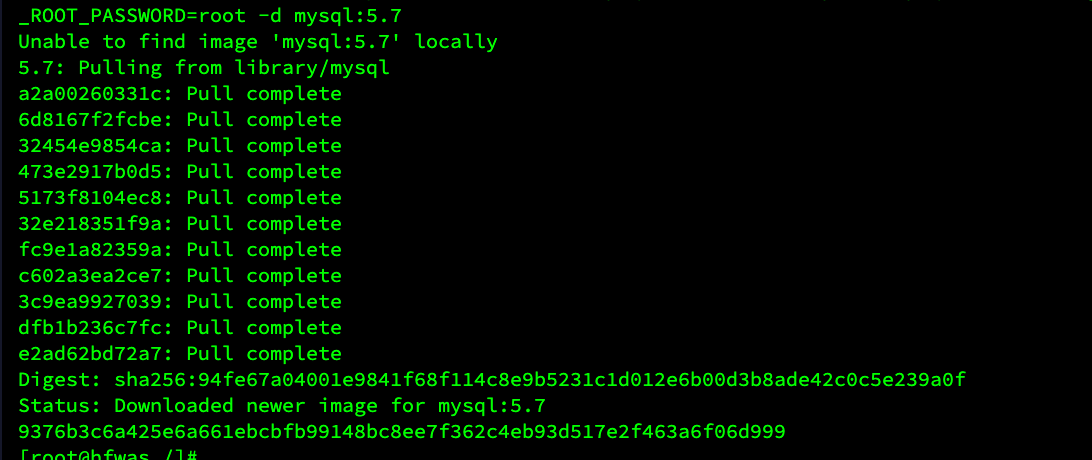 _ROOT_PASSWORD=root -d mysql:5.7
Unable to find image 'mysql:5.7' locally
5.7: Pulling from library/mysql
a2a00260331c: Pull complete
6d8167f2fcbe: Pull complete
32454e9854ca: Pull complete
473e2917b0d5: Pull complete
5173f8104ec8: Pull complete
32e218351f9a: Pull complete
fc9e1a82359a: Pull complete
c602a3ea2ce7: Pull complete
3c9ea9927039: Pull complete
dfb1b236c7fc: Pull complete
e2ad62bd72a7: Pull complete
Digest: sha256:94fe67a04001e9841f68f114c8e9b5231c1d012e6b00d3b8ade42c0c5e239a0f
Status: Downloaded newer image for mysql:5.7
9376b3c6a425e6a661ebcbfb99148bc8ee7f362c4eb93d517e2f463a6f06d999
[root@hfwas /]#